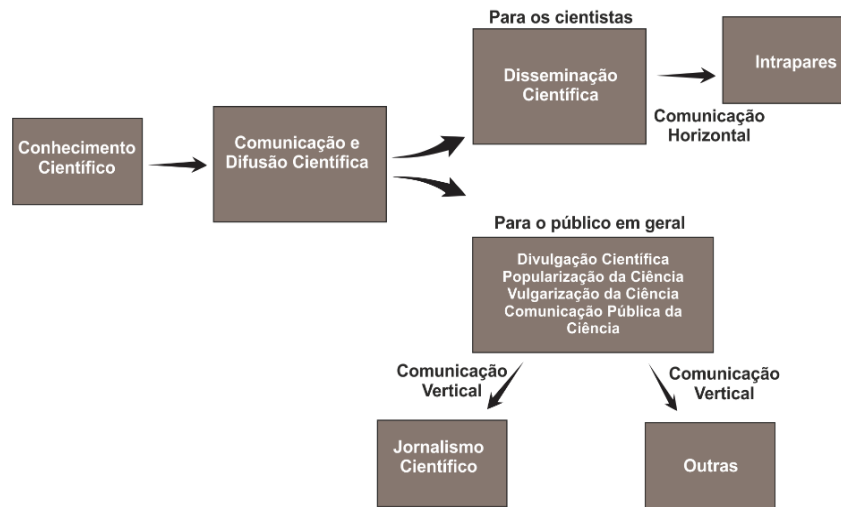 Para os cientistas
Disseminação
Científica
Intrapares
Comunicação
Horizontal
Conhecimento
Científico
Comunicação e
Difusão Científica
Para o público em geral
Divulgação Científica
Popularização da Ciência
Vulgarização da Ciência
Comunicação Pública da
Ciência
Comunicação
Vertical
Comunicação
Vertical
Jornalismo
Científico
Outras